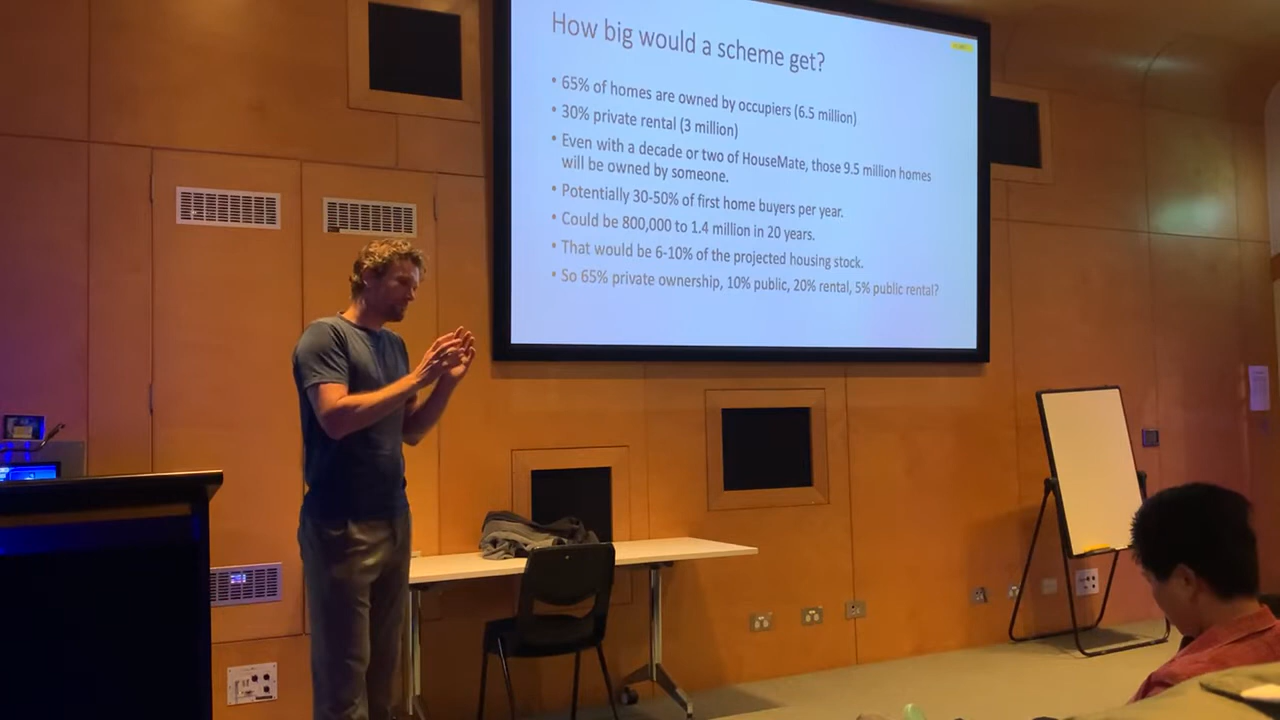 How big would a scheme get?
• 65% of homes are owned by occupiers (6.5 million)
• 30% private rental (3 million)
• Even with a decade or two of HouseMate, those 9.5 million homes
will be owned by someone.
• Potentially 30-50% of first home buyers per year.
• Could be 800,000 to 1.4 million in 20 years.
• That would be 6-10% of the projected housing stock.
• So 65% private ownership, 10% public, 20% rental, 5% public rental?